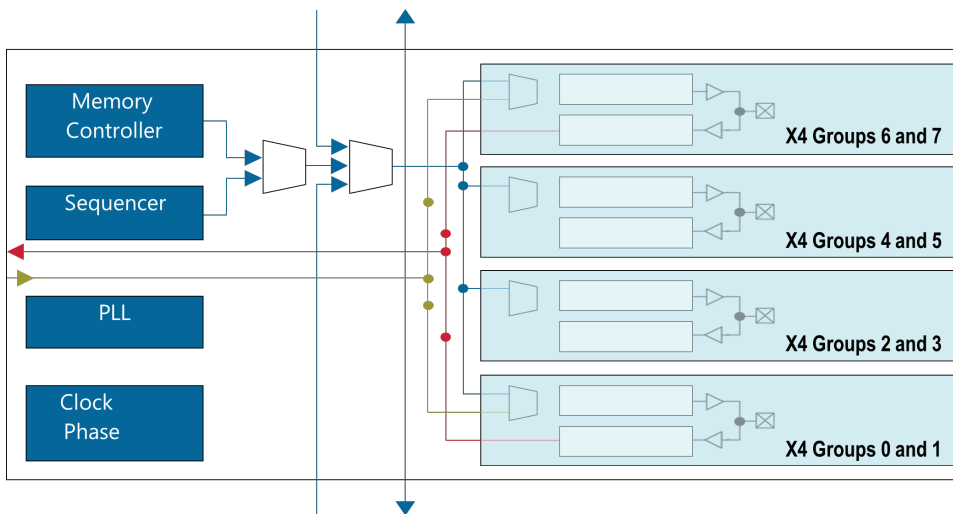 Memory
Controller
Sequencer
PLL
Clock
Phase
X4 Groups 6 and 7
X4 Groups 4 and 5
X4 Groups 2 and 3
X4 Groups 0 and 1